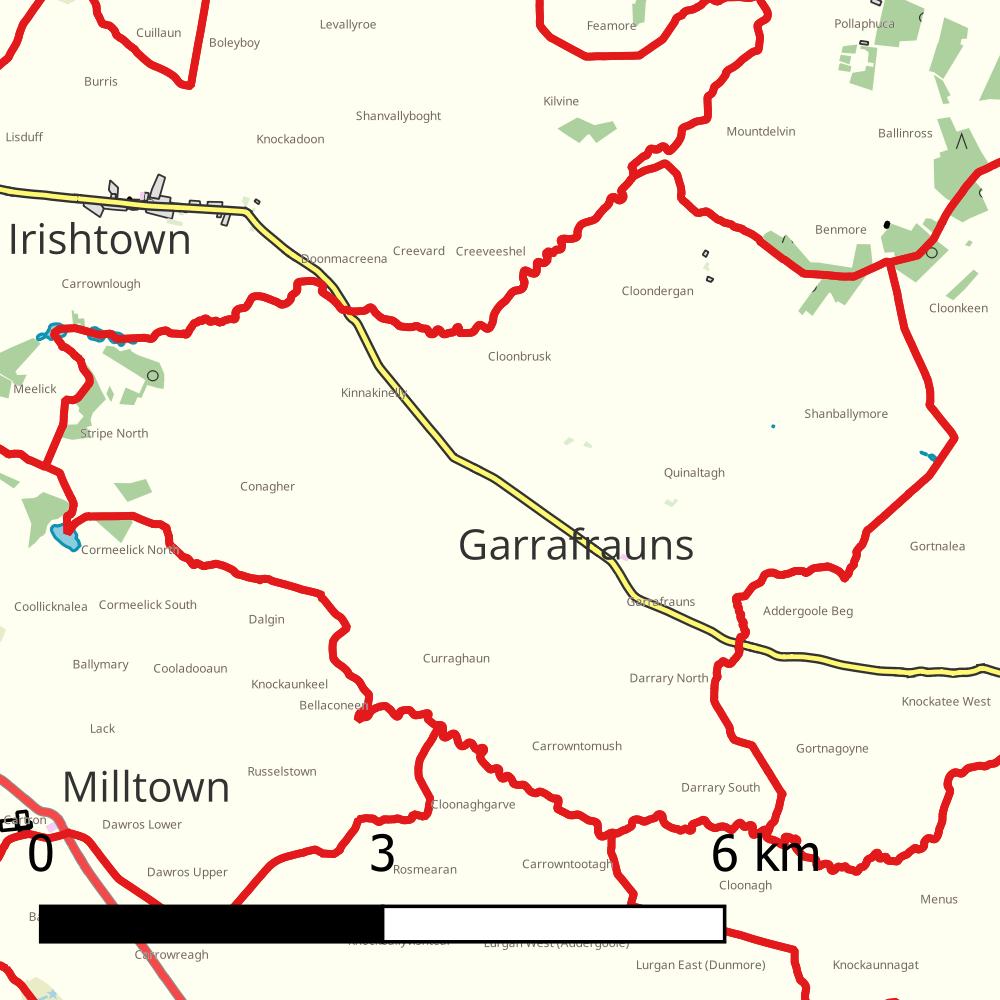 Levallyroe
Pollaphuca
Feamore
Cuillaun
Boleyboy
Burris
Kilvine
Shanvallyboght
Mountdelvin
Ballinross
Lisduff
Knockadoon
Benmore
Irishtown
Creevard
Creeveeshel
Doonmacreena
Carrownlough
Cloondergan
Cloonkeen
Cloonbrusk
Meelick
Kinnakinelly
Shanballymore
Stripe North
Quinaltagh
Conagher
Garrafrauns
Gortnalea
Cormeelick North
Garrafrauns
Coollicknalea
Cormeelick South
Addergoole Beg
Dalgin
Curraghaun
Ballymary
Cooladooaun
Darrary North
Knockaunkeel
Knockatee West
Bellaconeen
Lack
Carrowntomush
Gortnagoyne
Russelstown
Milltown
Darrary South
Cloonaghgarve
Dawros Lower
0
3
6 km
Dawros Upper
Rosmearan
Carrowntootagh
Cloonagh
Menus
Lurgan West (Addergoole)
Carrowreagh
Lurgan East (Dunmore)
Knockaunnagat